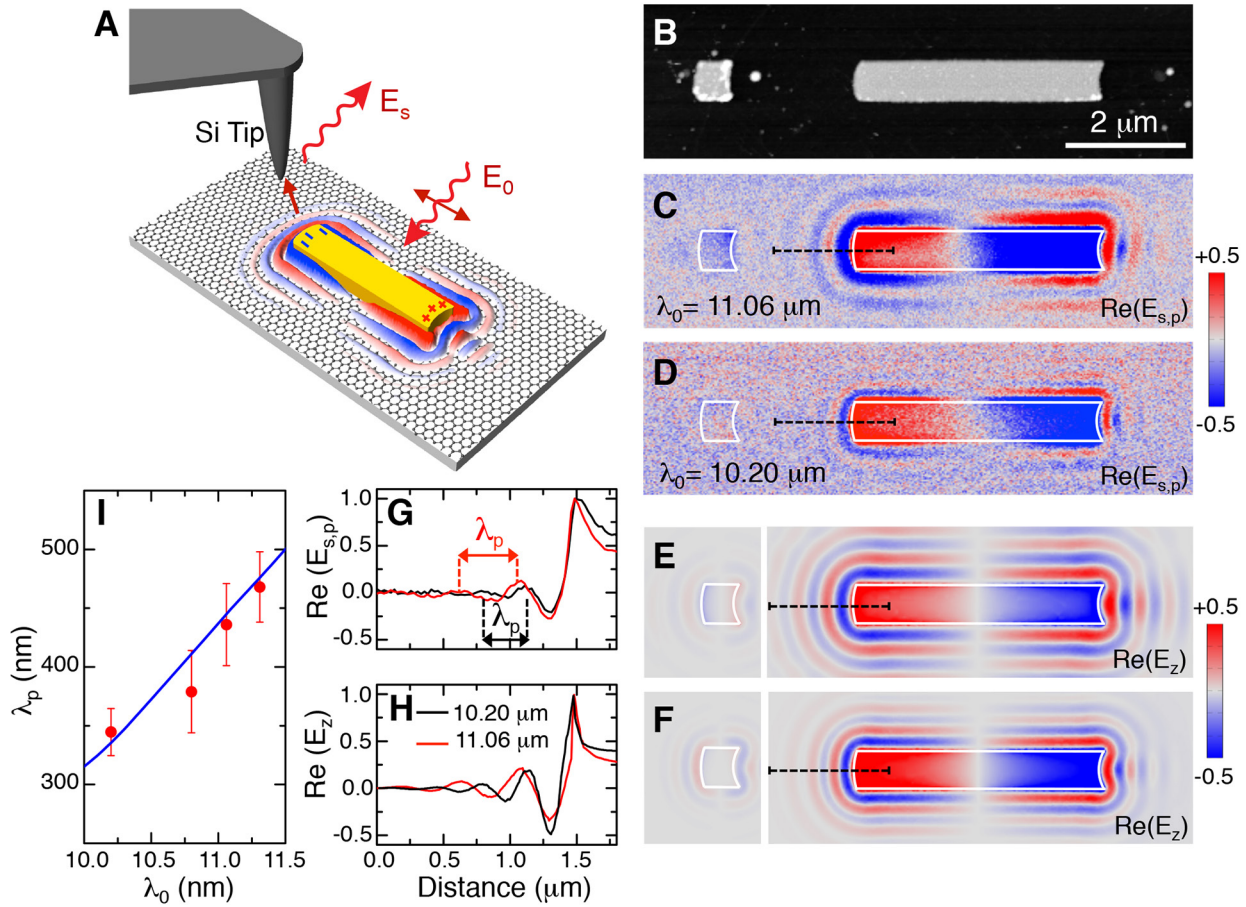 A
Si Tip
E_s
E_0
B
2 μm
C
λ_0= 11.06 μm
Re(E_s,p)
+0.5
-0.5
D
λ_0= 10.20 μm
Re(E_s,p)
E
Re(E_z)
+0.5
-0.5
F
Re(E_z)
I
500
400
300
λ_p (nm)
10.0 10.5 11.0 11.5
λ_0 (nm)
G
1.0
0.5
0.0
-0.5
Re (E_s,p)
λ_p
λ_p
H
10.20 μm
11.06 μm
1.0
0.5
0.0
-0.5
Re (E_z)
0.0 0.5 1.0 1.5
Distance (μm)